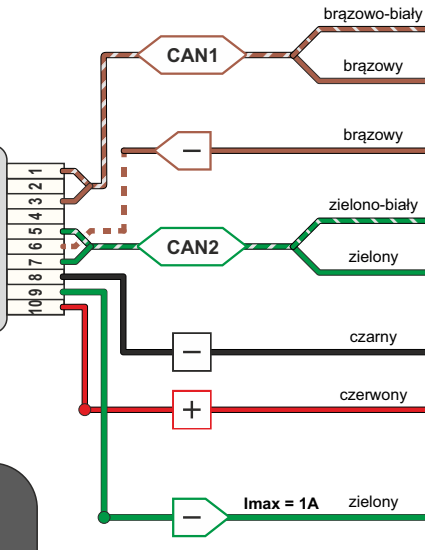 brązowo-biały
CAN1
brązowy
brązowy
−
1
2
3
4
5
6
7
8
9
10
zielono-biały
CAN2
zielony
czarny
−
czerwony
+
Imax = 1A zielony
−